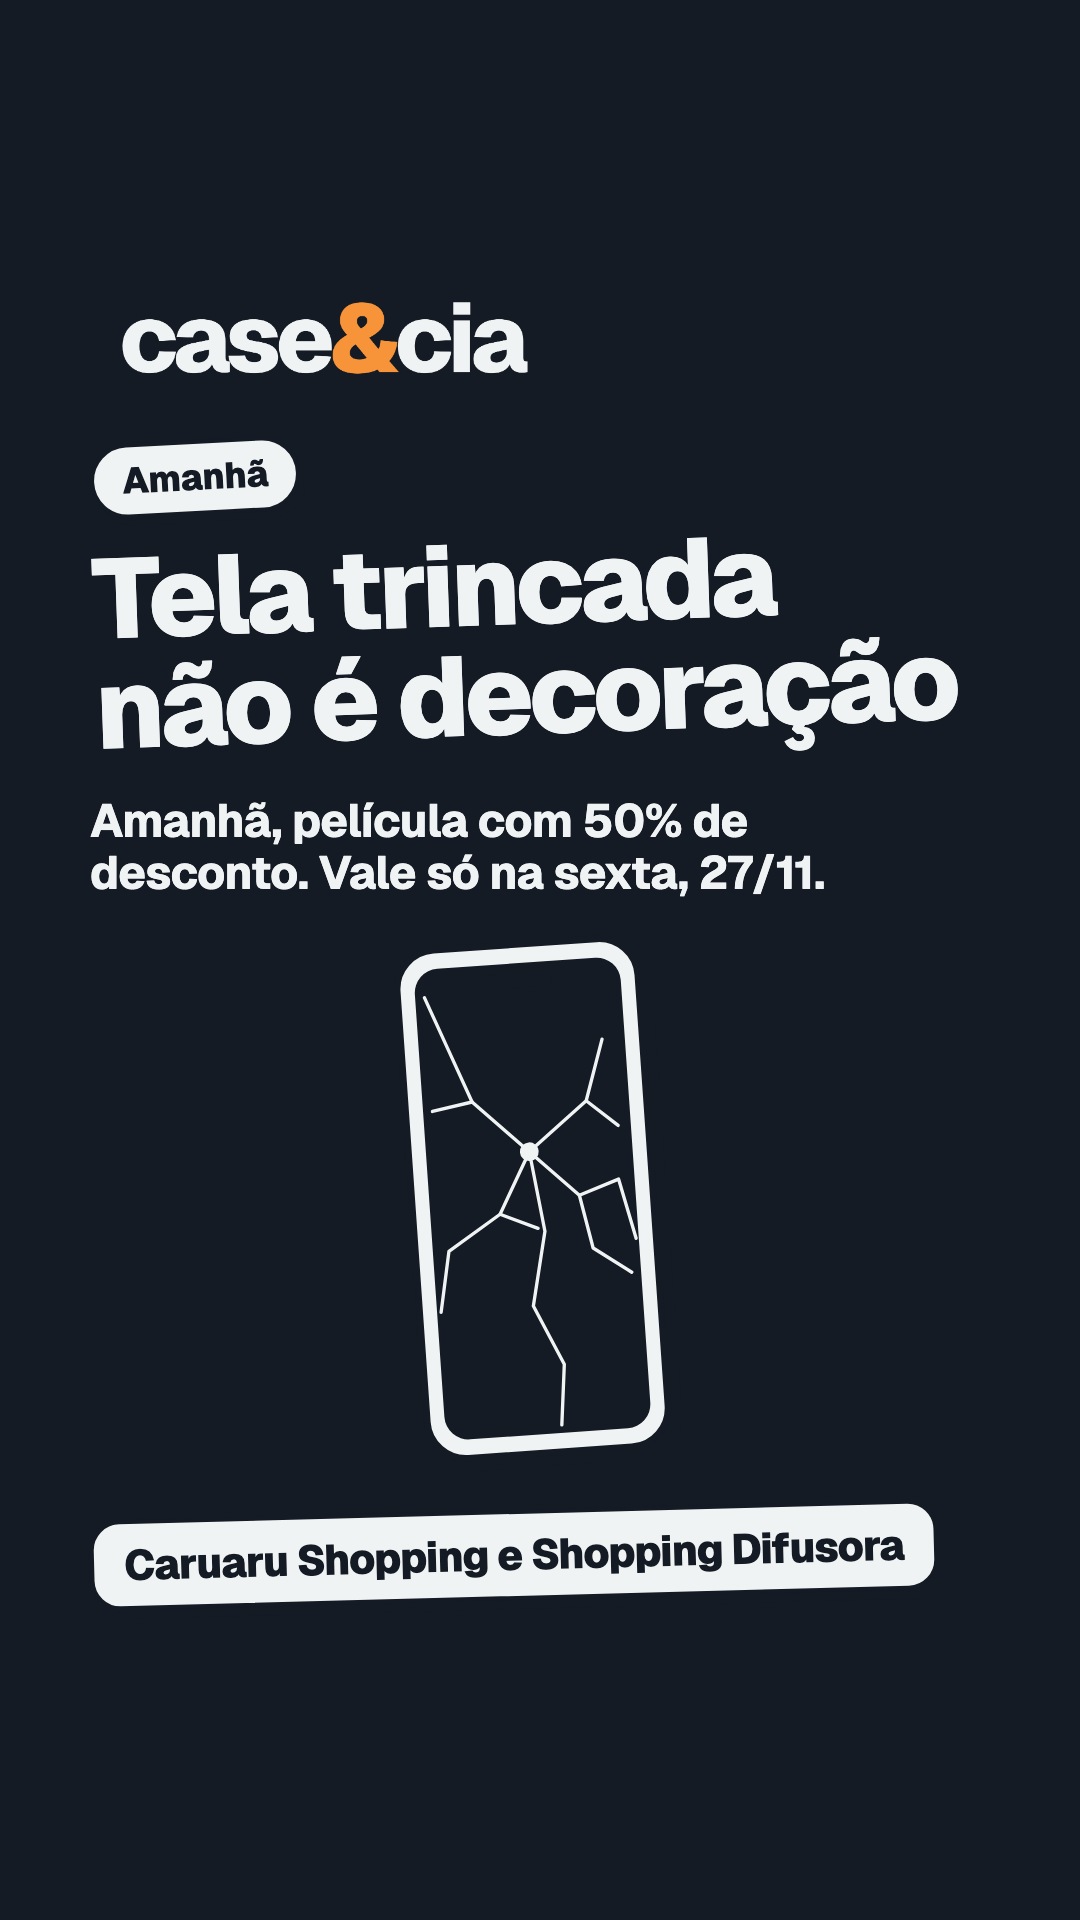 case&cia
Amanhã
Tela trincada
não é decoração
Amanhã, película com 50% de
desconto. Vale só na sexta, 27/11.
Caruaru Shopping e Shopping Difusora